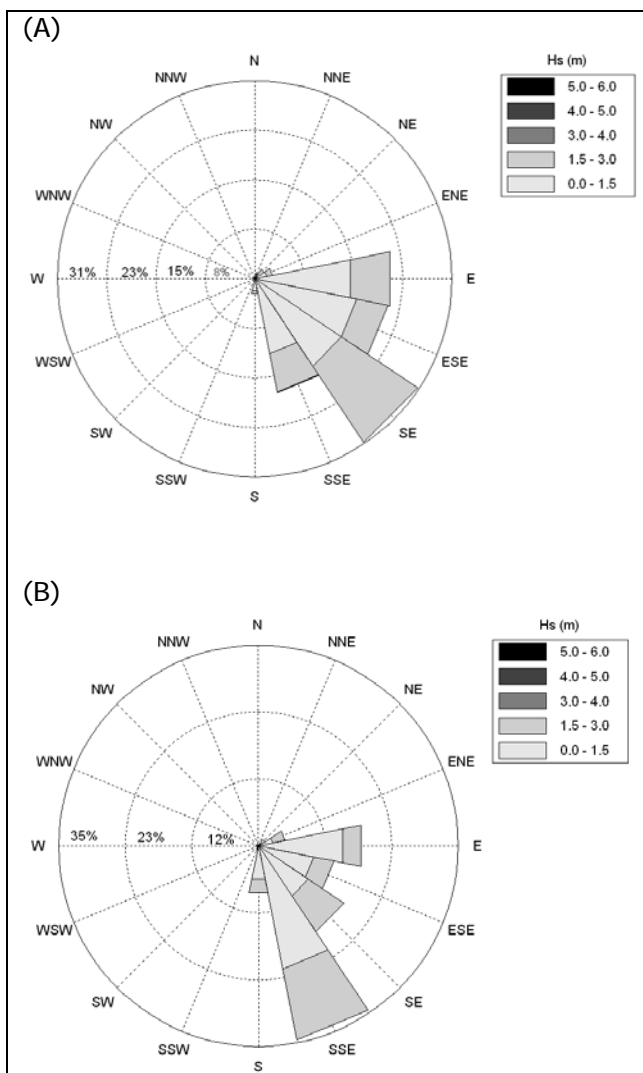 (A)
N
NNE
NE
ENE
E
ESE
SE
SSE
S
SSW
SW
WSW
W
WNW
NW
NNW
31%
23%
15%
8%
Hs (m)
5.0 - 6.0
4.0 - 5.0
3.0 - 4.0
1.5 - 3.0
0.0 - 1.5
(B)
N
NNE
NE
ENE
E
ESE
SE
SSE
S
SSW
SW
WSW
W
WNW
NW
NNW
35%
23%
12%
Hs (m)
5.0 - 6.0
4.0 - 5.0
3.0 - 4.0
1.5 - 3.0
0.0 - 1.5